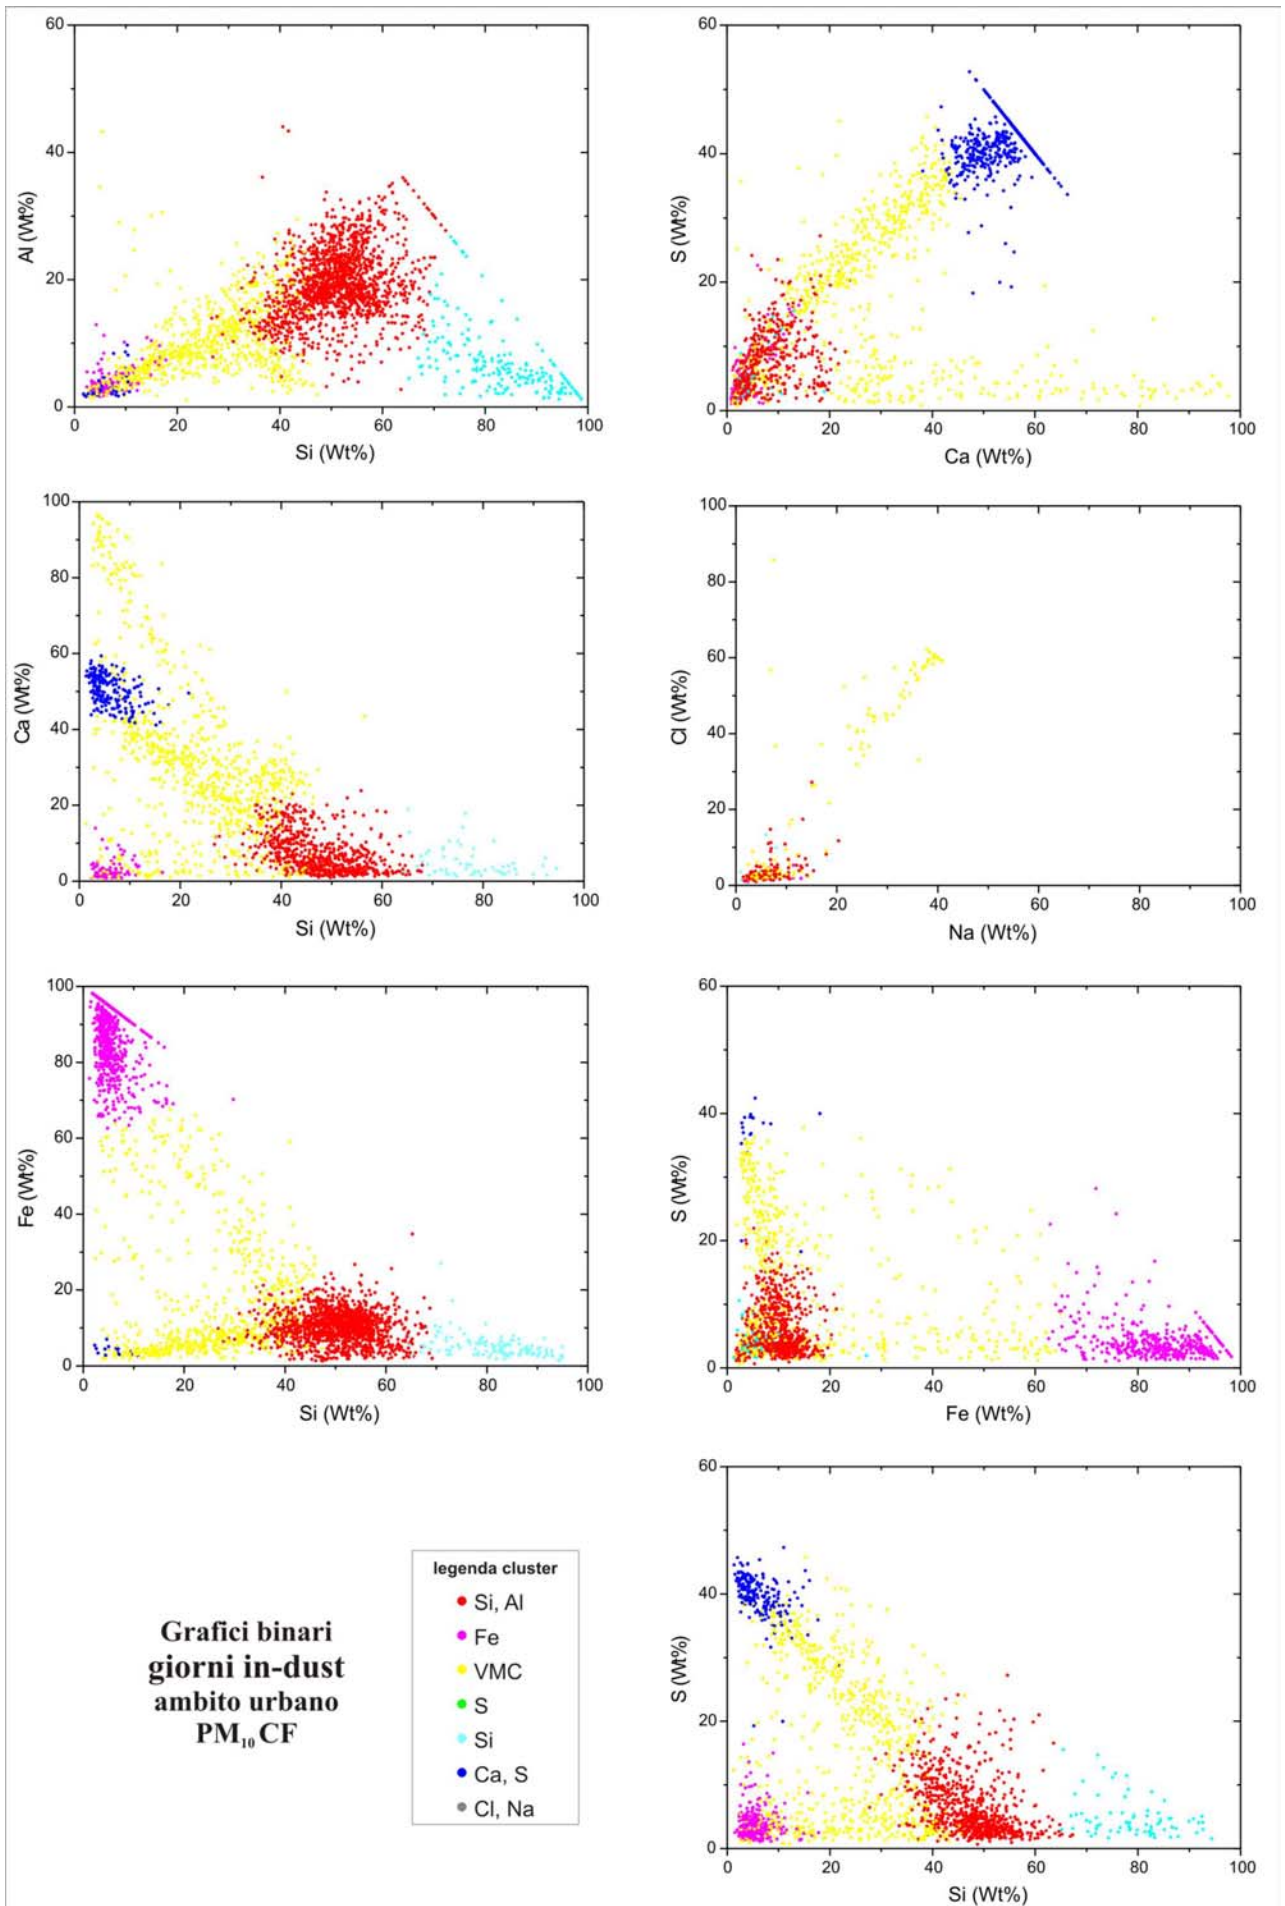 60
40
20
0
Al (Wt%)
0 20 40 60 80 100
Si (Wt%)
60
40
20
0
S (Wt%)
0 20 40 60 80 100
Ca (Wt%)
100
80
60
40
20
0
Ca (Wt%)
0 20 40 60 80 100
Si (Wt%)
100
80
60
40
20
0
Cl (Wt%)
0 20 40 60 80 100
Na (Wt%)
100
80
60
40
20
0
Fe (Wt%)
0 20 40 60 80 100
Si (Wt%)
60
40
20
0
S (Wt%)
0 20 40 60 80 100
Fe (Wt%)
Grafici binari
giorni in-dust
ambito urbano
PM₁₀ CF
legenda cluster
Si, Al
Fe
VMC
S
Si
Ca, S
Cl, Na
60
40
20
0
S (Wt%)
0 20 40 60 80 100
Si (Wt%)